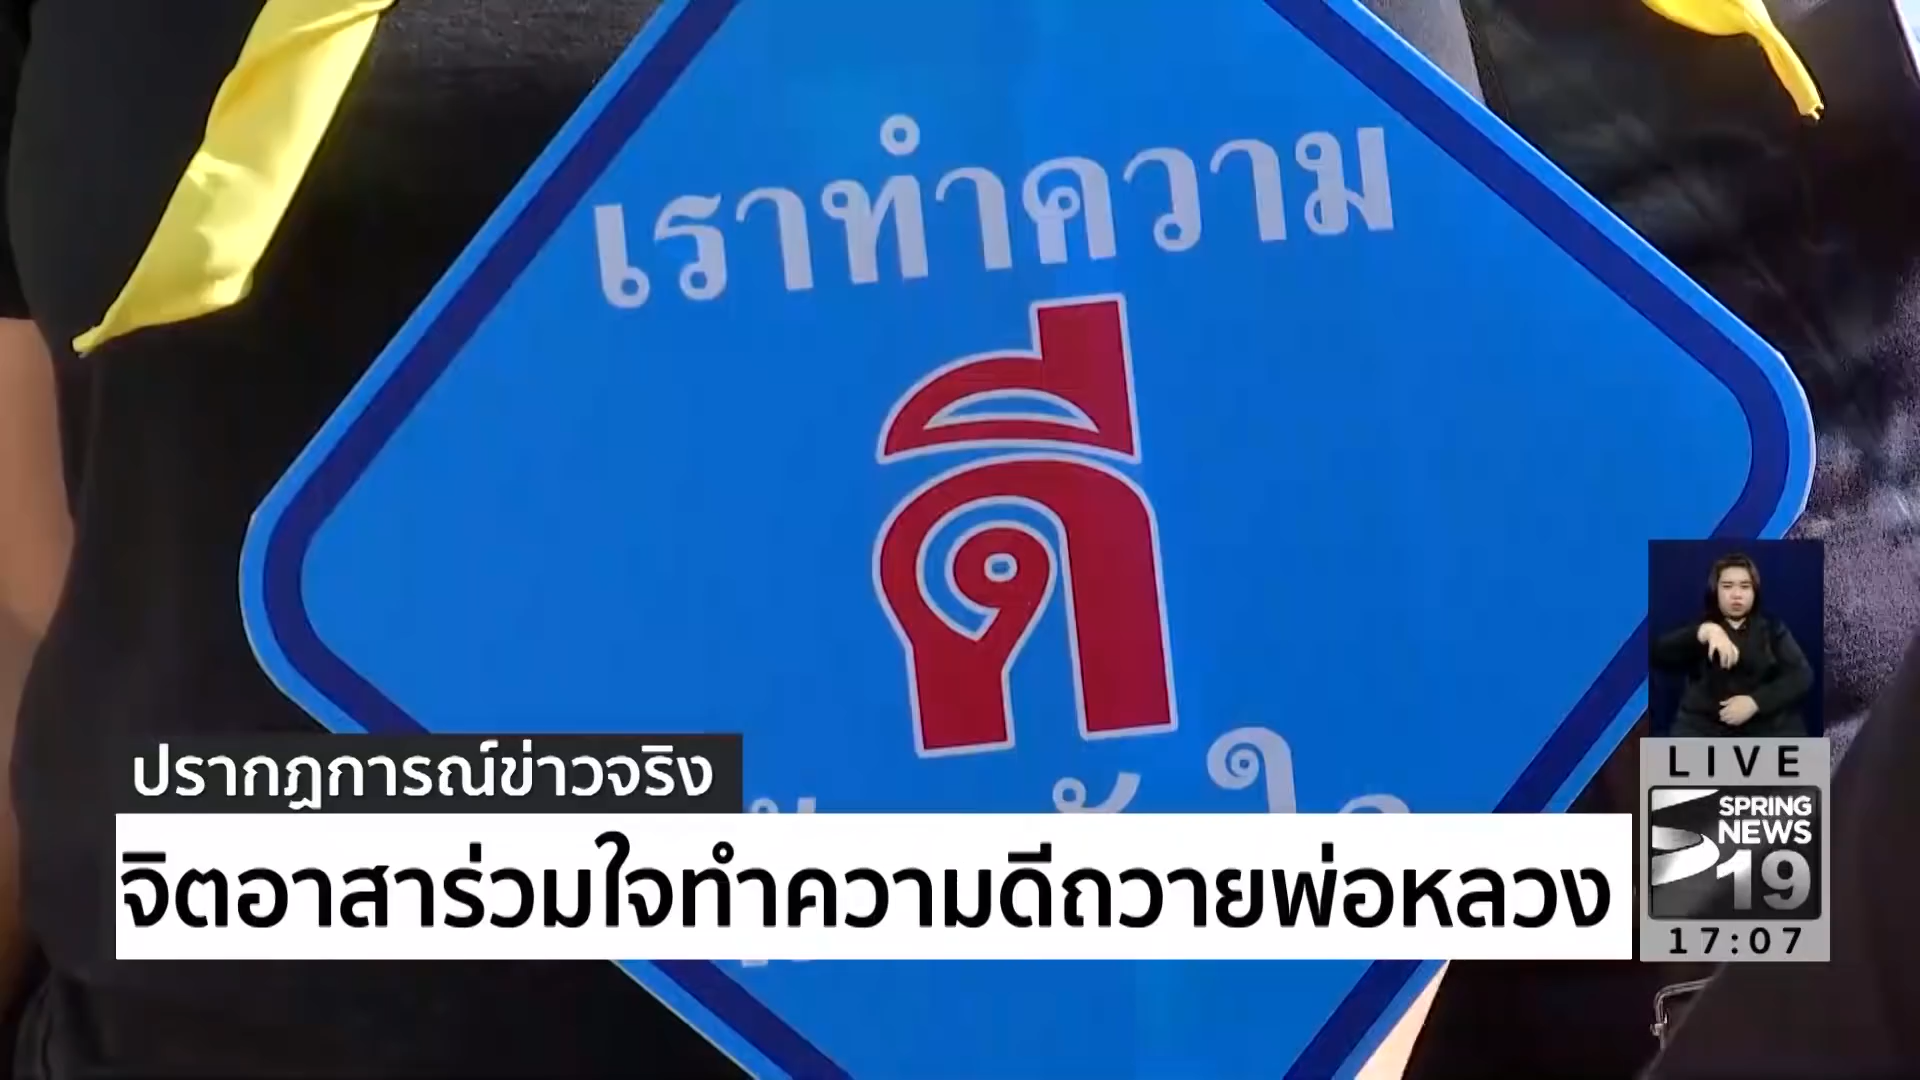 เราทำความ
ดี
ปรากฏการณ์ข่าวจริง
จิตอาสาร่วมใจทำความดีถวายพ่อหลวง
LIVE
SPRING
NEWS
19
17:07